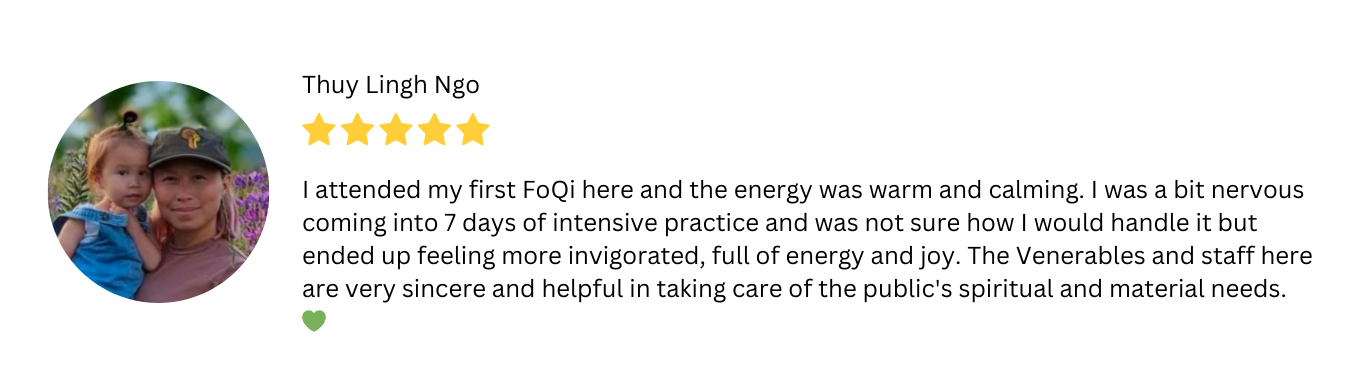 Thuy Lingh Ngo
I attended my first FoQi here and the energy was warm and calming. I was a bit nervous
coming into 7 days of intensive practice and was not sure how I would handle it but
ended up feeling more invigorated, full of energy and joy. The Venerables and staff here
are very sincere and helpful in taking care of the public's spiritual and material needs.